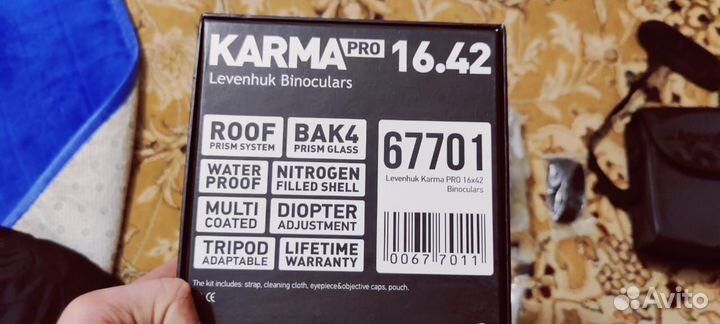 KARMA PRO 16.42
Levenhuk Binoculars
ROOF
PRISM SYSTEM
BAK4
PRISM GLASS
WATER
PROOF
NITROGEN
FILLED SHELL
MULTI
COATED
DIOPTER
ADJUSTMENT
TRIPOD
ADAPTABLE
LIFETIME
WARRANTY
67701
Levenhuk Karma PRO 16x42
Binoculars
00677011
The kit includes: strap, cleaning cloth, eyepiece&objective caps, pouch.
CE
Avito